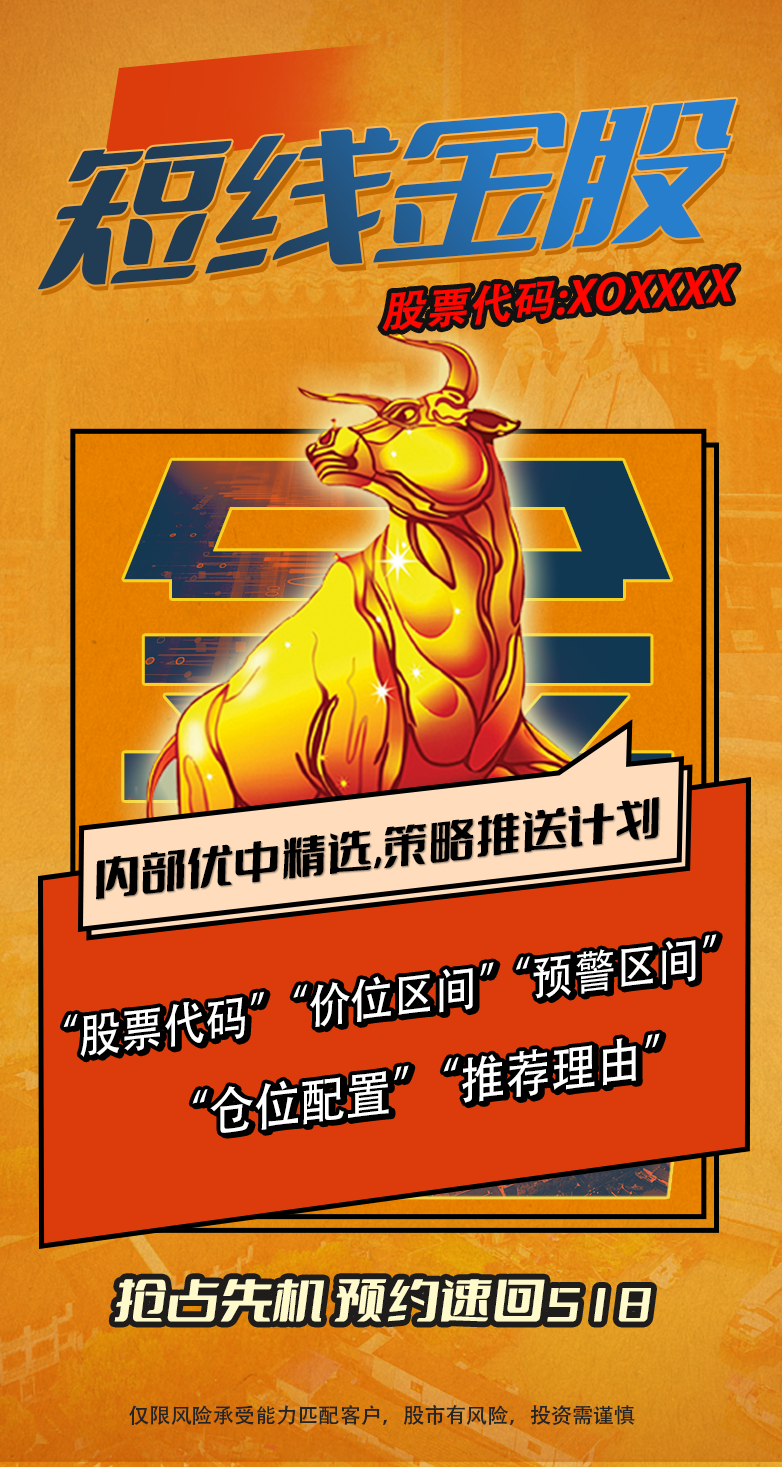 短线金股
股票代码:XOXXXX
内部优中精选,策略推送计划
“股票代码” “价位区间” “预警区间”
“仓位配置” “推荐理由”
抢占先机 预约速回518
仅限风险承受能力匹配客户，股市有风险，投资需谨慎